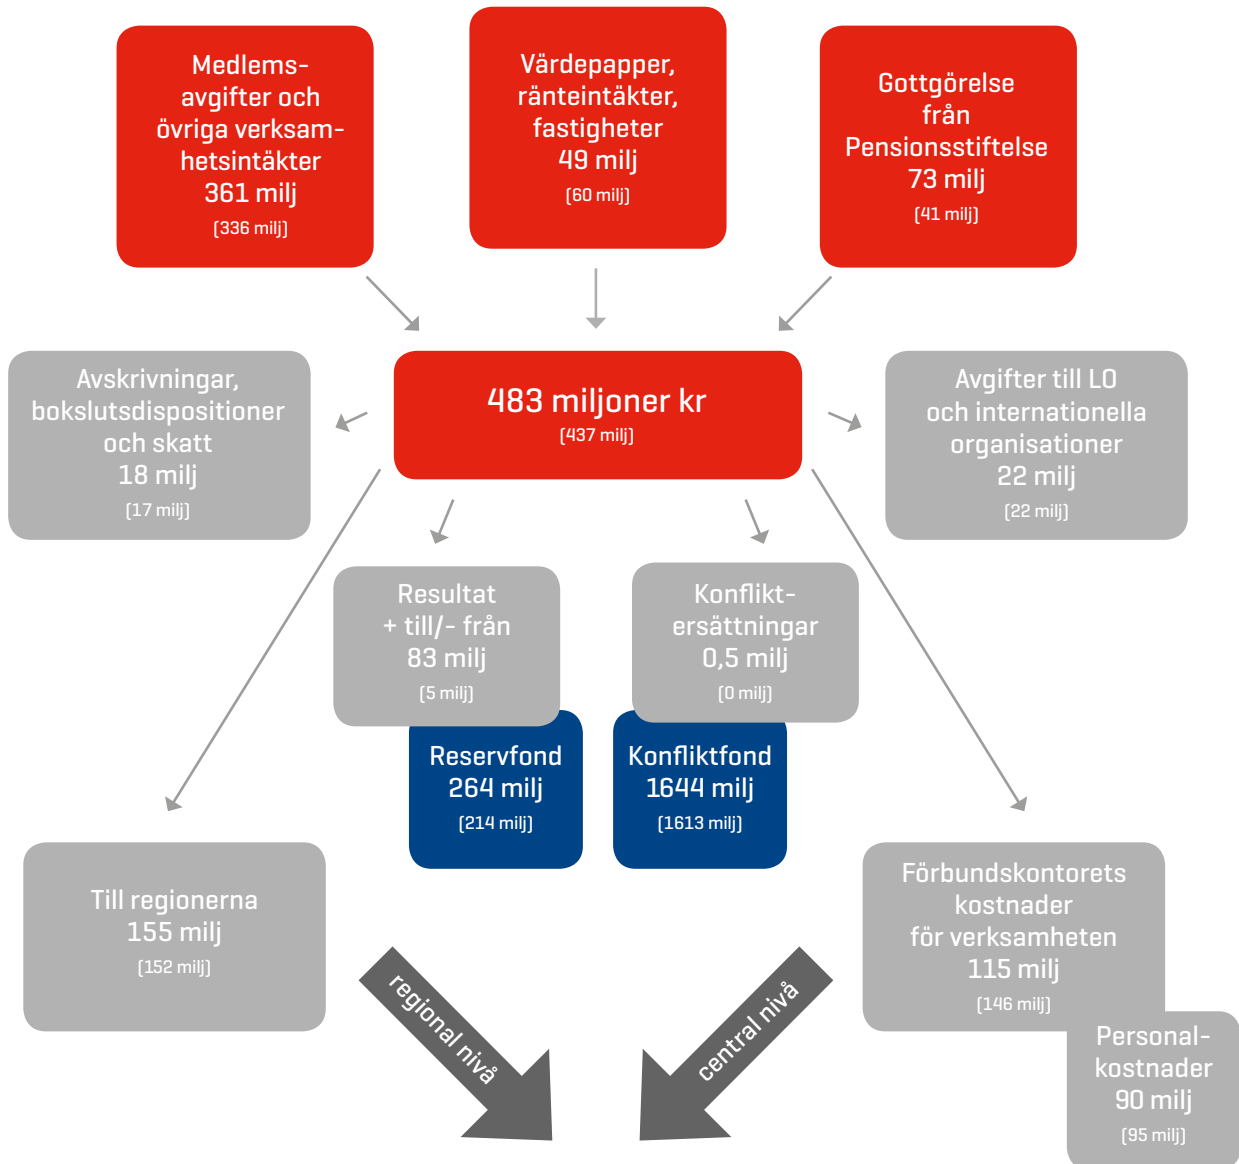 Medlems-
avgifter och
övriga verksam-
hetsintäkter
361 milj
(336 milj)
Värdepapper,
ränteintäkter,
fastigheter
49 milj
(60 milj)
Gottgörelse
från
Pensionsstiftelse
73 milj
(41 milj)
Avskrivningar,
bokslutsdispositioner
och skatt
18 milj
(17 milj)
483 miljoner kr
(437 milj)
Avgifter till LO
och internationella
organisationer
22 milj
(22 milj)
Resultat
+ till/- från
83 milj
(5 milj)
Konflikt-
ersättningar
0,5 milj
(0 milj)
Reservfond
264 milj
(214 milj)
Konfliktfond
1644 milj
(1613 milj)
Till regionerna
155 milj
(152 milj)
Förbundskontorets
kostnader
för verksamheten
115 milj
(146 milj)
regional nivå
central nivå
Personal-
kostnader
90 milj
(95 milj)